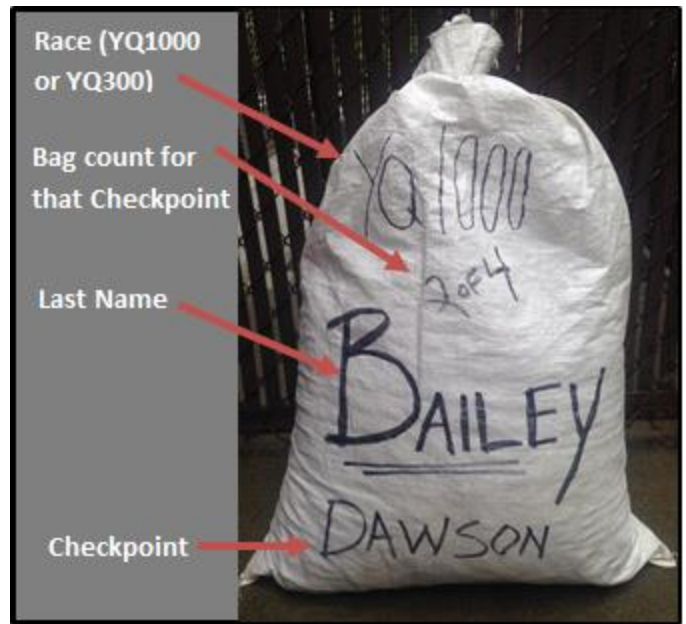 Race (YQ1000
or YQ300)
Bag count for
that Checkpoint
Last Name
Checkpoint
YQ1000
2 of 4
BAILEY
DAWSON